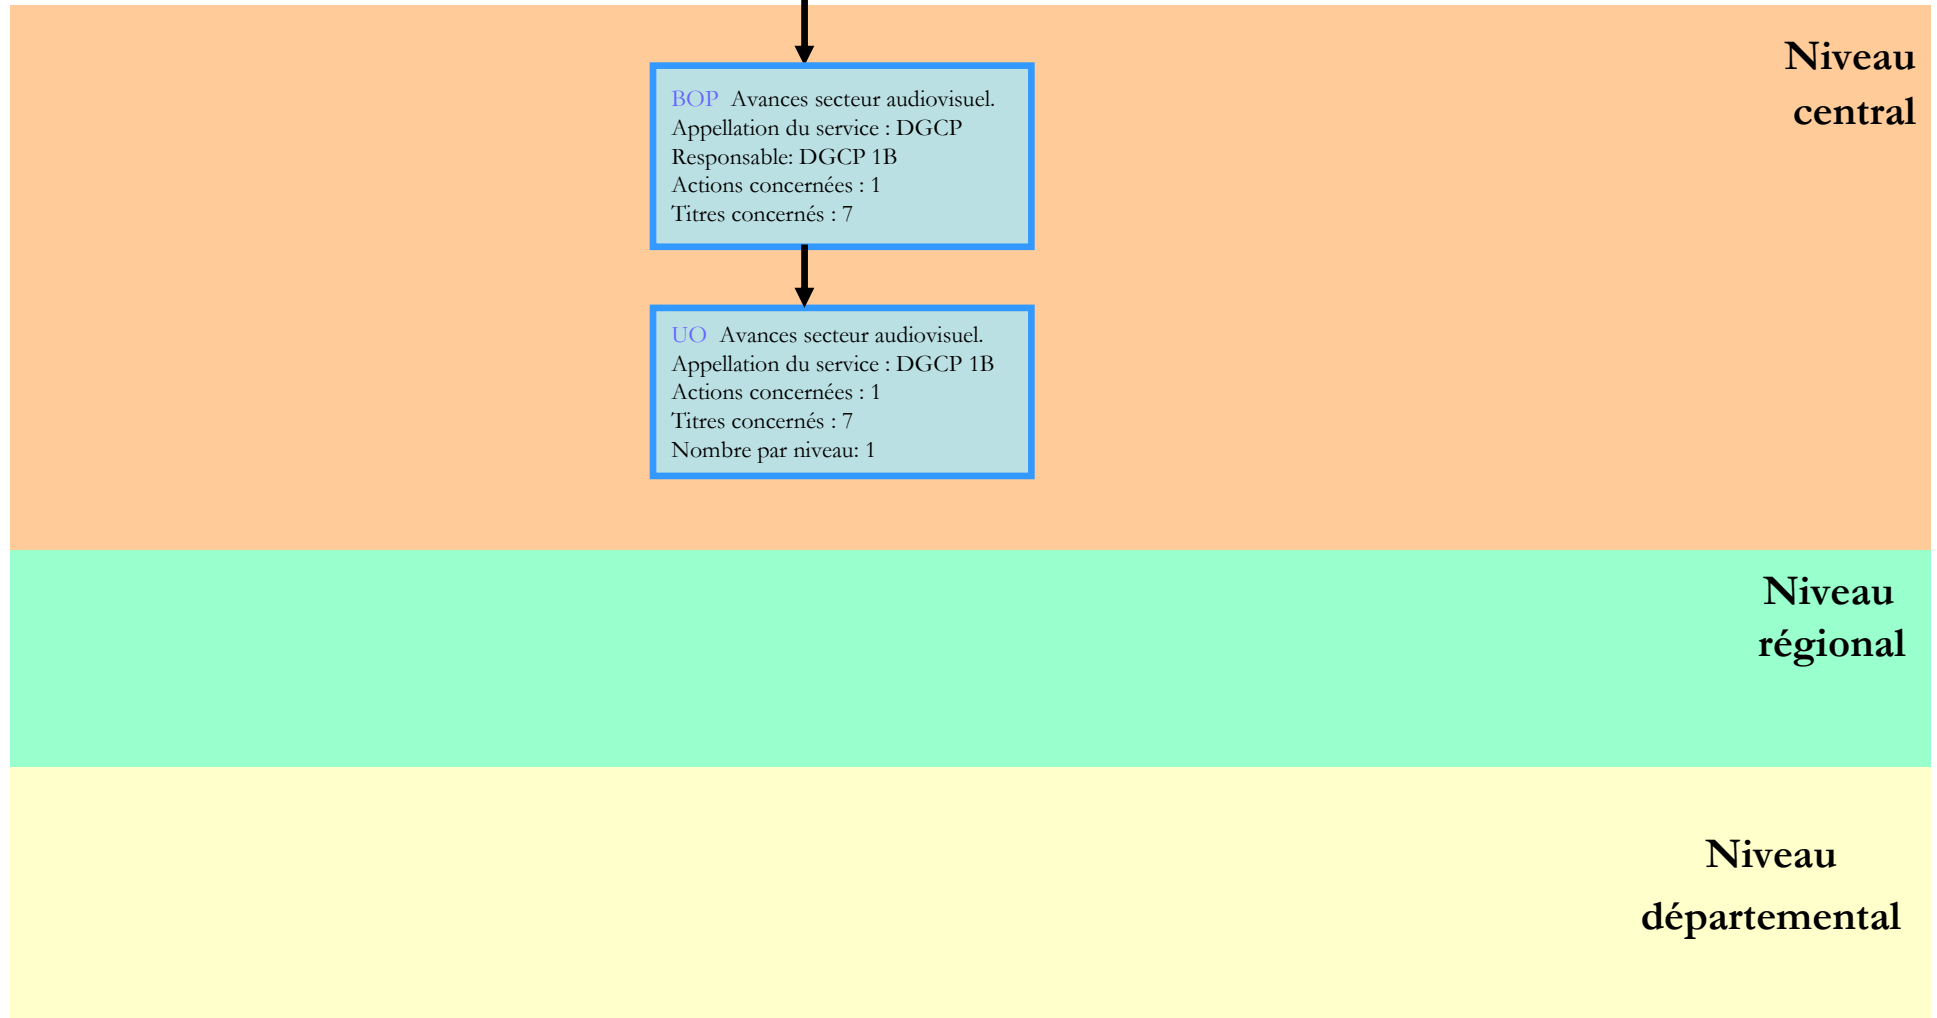 Niveau
central
BOP Avances secteur audiovisuel.
Appellation du service : DGCP
Responsable: DGCP 1B
Actions concernées : 1
Titres concernés : 7
UO Avances secteur audiovisuel.
Appellation du service : DGCP 1B
Actions concernées : 1
Titres concernés : 7
Nombre par niveau: 1
Niveau
régional
Niveau
départemental